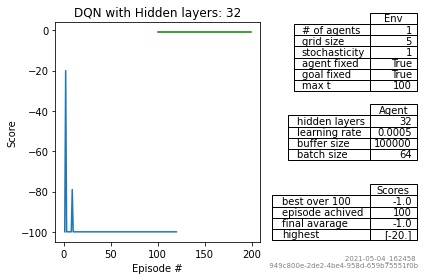 DQN with Hidden layers: 32
Score
0
−20
−40
−60
−80
−100
0
50
100
150
200
Episode #
Env
# of agents 1
grid size 5
stochasticity 1
agent fixed True
goal fixed True
max t 100
Agent
hidden layers 32
learning rate 0.0005
buffer size 100000
batch size 64
Scores
best over 100 -1.0
episode achived 100
final avarage -1.0
highest [-20.]
2021-05-04 162458
949c800e-2de2-4be4-958d-659b75551f0b